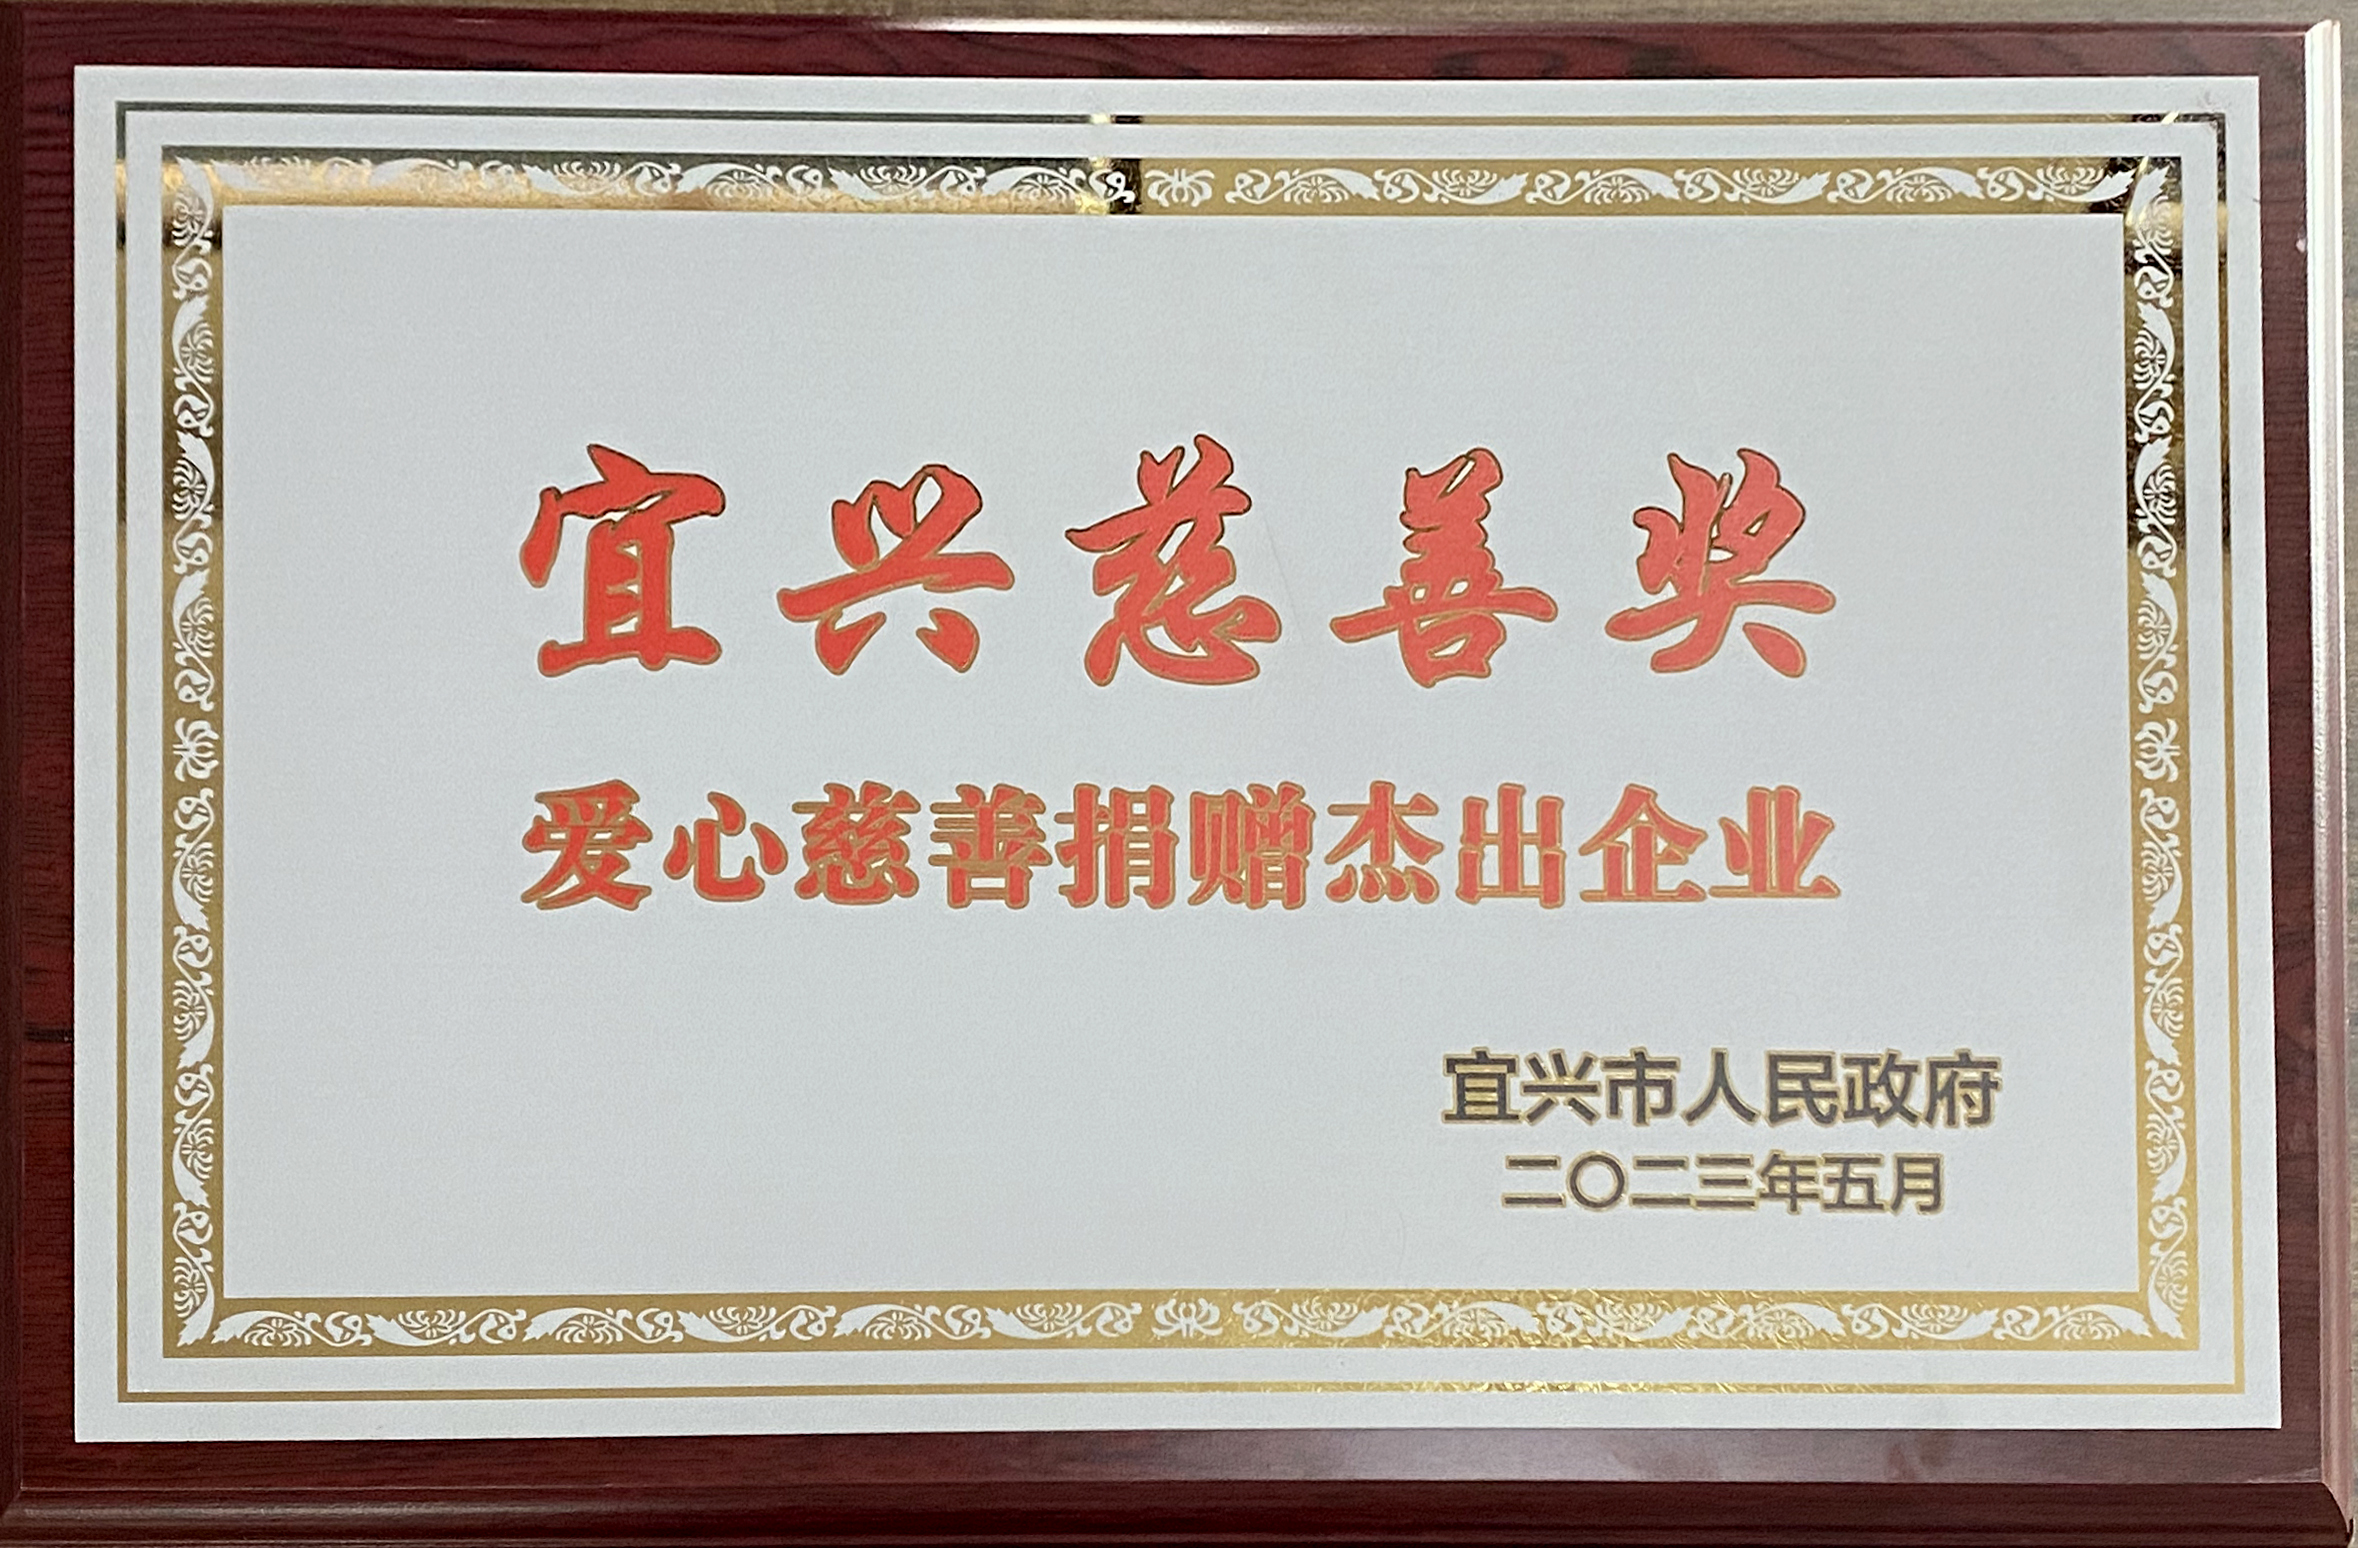 宜兴慈善奖
爱心慈善捐赠杰出企业
宜兴市人民政府
二〇二三年五月